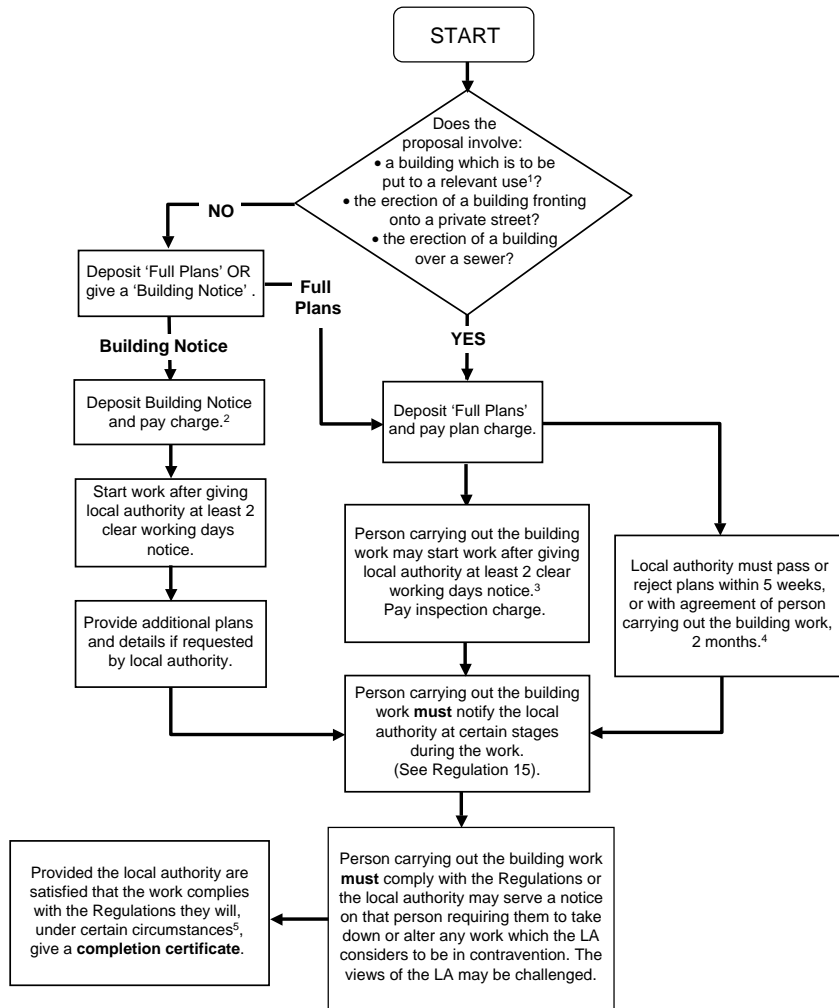 START
Does the
proposal involve:
• a building which is to be
put to a relevant use¹?
• the erection of a building fronting
onto a private street?
• the erection of a building
over a sewer?
NO
Deposit ‘Full Plans’ OR
give a ‘Building Notice’ .
Full
Plans
Building Notice
YES
Deposit Building Notice
and pay charge.²
Deposit ‘Full Plans’
and pay plan charge.
Start work after giving
local authority at least 2
clear working days
notice.
Person carrying out the building
work may start work after giving
local authority at least 2 clear
working days notice.³
Pay inspection charge.
Local authority must pass or
reject plans within 5 weeks,
or with agreement of person
carrying out the building work,
2 months.⁴
Provide additional plans
and details if requested
by local authority.
Person carrying out the building
work must notify the local
authority at certain stages
during the work.
(See Regulation 15).
Person carrying out the building work
must comply with the Regulations or
the local authority may serve a notice
on that person requiring them to take
down or alter any work which the LA
considers to be in contravention. The
views of the LA may be challenged.
Provided the local authority are
satisfied that the work complies
with the Regulations they will,
under certain circumstances⁵,
give a completion certificate.